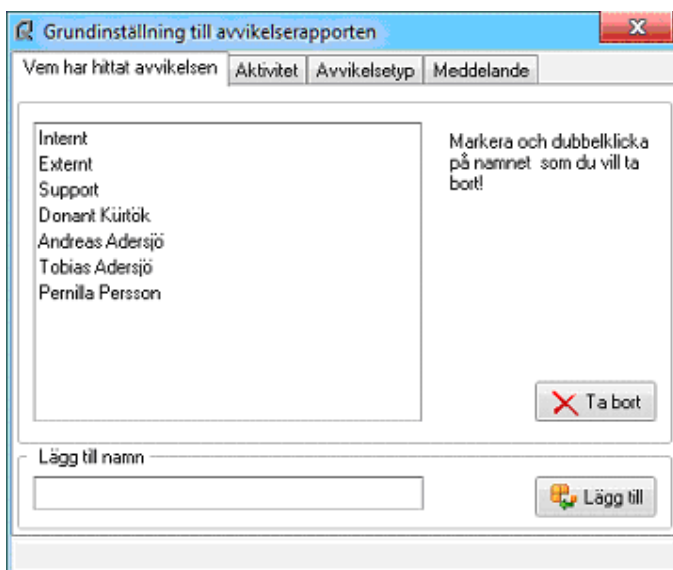 Grundinställning till avvikelserapporten
Vem har hittat avvikelsen Aktivitet Avvikelsetyp Meddelande
Internt
Externt
Support
Donant Kürtök
Andreas Adersjö
Tobias Adersjö
Pernilla Persson
Markera och dubbelklicka
på namnet som du vill ta
bort!
Ta bort
Lägg till namn
Lägg till